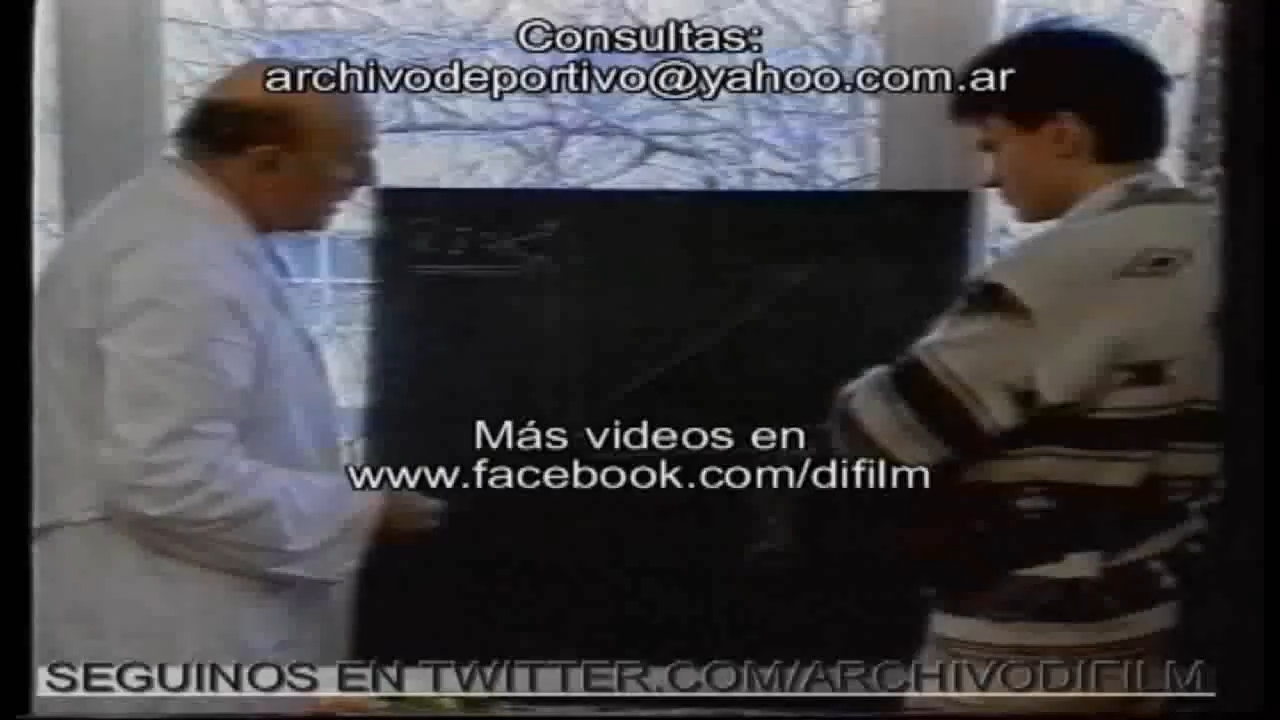 Consultas:
archivodeportivo@yahoo.com.ar
Más videos en
www.facebook.com/difilm
SEGUINOS EN TWITTER.COM/ARCHIVODIFILM